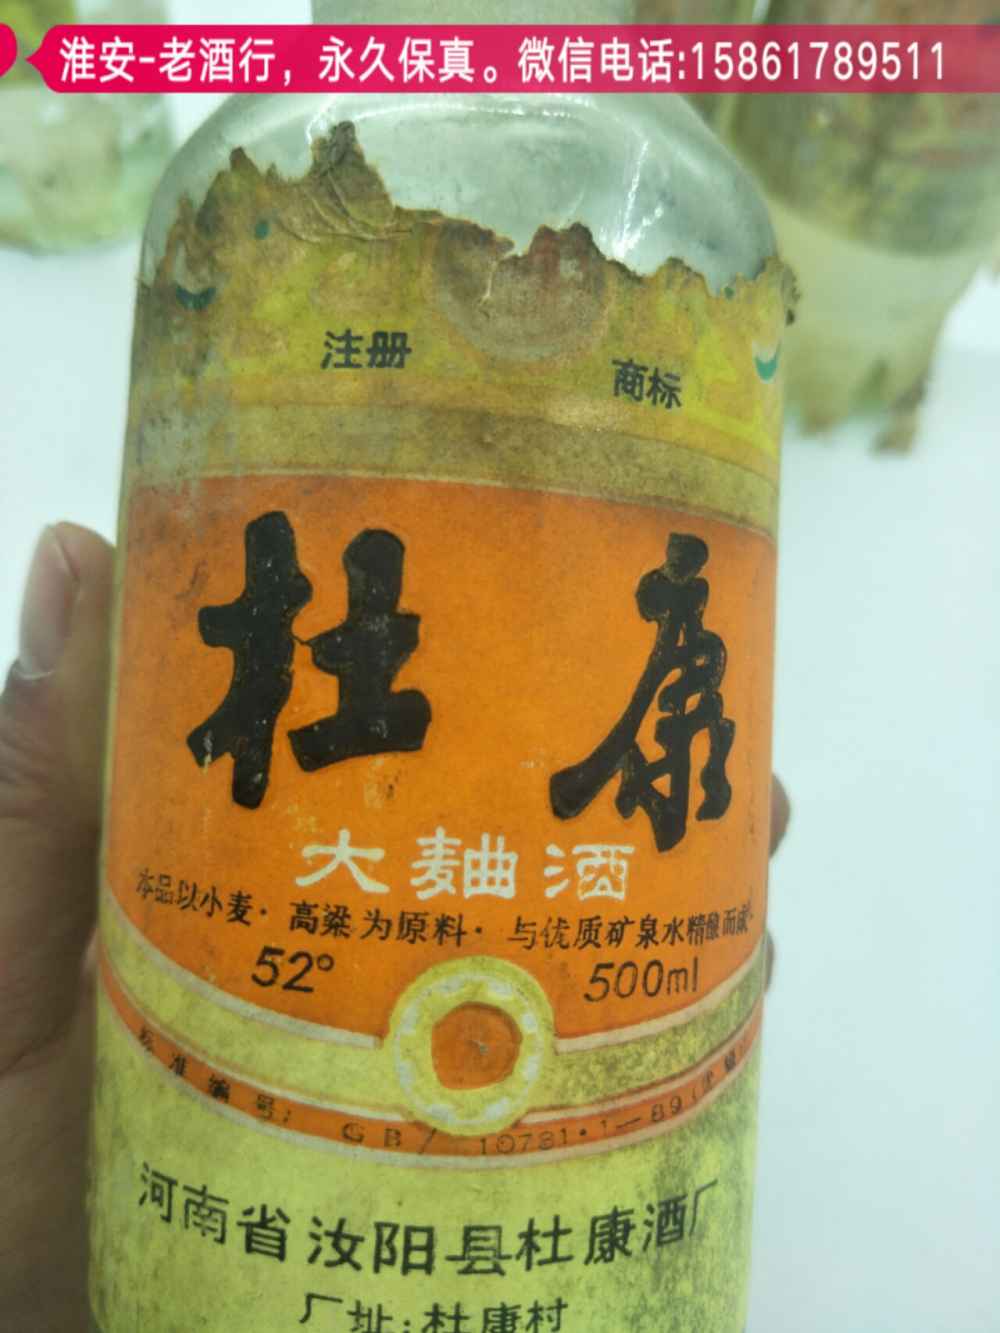 淮安-老酒行，永久保真。微信电话:15861789511
注册 商标
杜康
大麯酒
本品以小麦·高粱为原料·与优质矿泉水精酿而成
52° 500ml
标准编号: GB/10781·1—89
河南省汝阳县杜康酒厂
厂址:杜康村